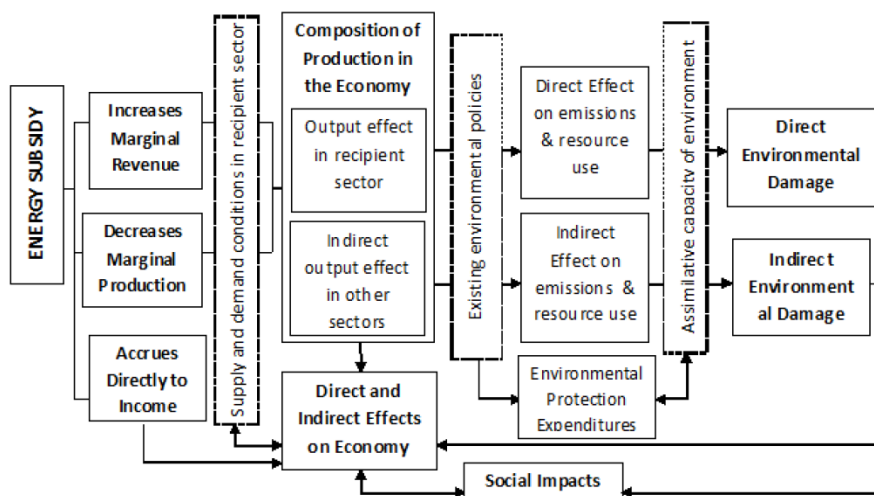 ENERGY SUBSIDY
Increases
Marginal
Revenue
Decreases
Marginal
Production
Accrues
Directly to
Income
Supply and demand conditions in recipient sector
Composition of
Production in
the Economy
Output effect
in recipient
sector
Indirect
output effect
in other
sectors
Direct and
Indirect Effects
on Economy
Existing environmental policies
Direct Effect
on emissions
& resource
use
Indirect
Effect on
emissions &
resource use
Environmental
Protection
Expenditures
Social Impacts
Assimilative capacity of environment
Direct
Environmental
Damage
Indirect
Environment
al Damage